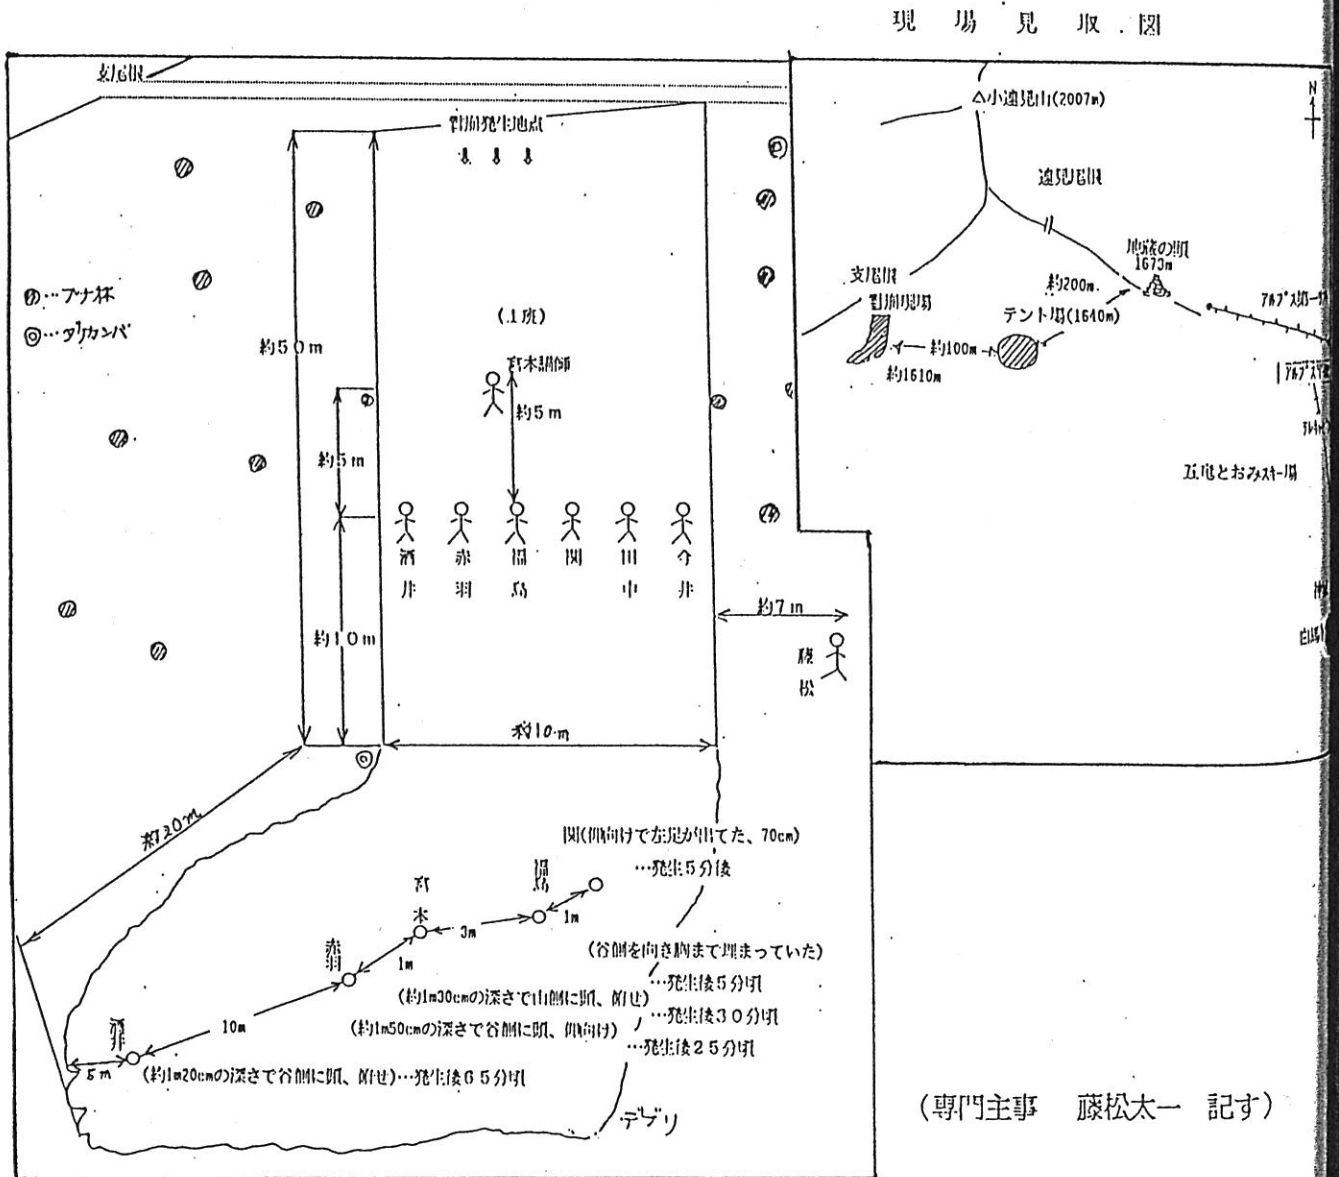 現場見取図
支尾根
雪崩発生地点
…ブナ林
…ダケカンバ
(1班)
宮本講師
約5m
約50m
約5m
約10m
酒井
赤羽
福島
関
田中
今井
約7m
藤松
約10m
約20m
関(仰向けで左足が出てた、70cm)
…発生5分後
福島
1m
(谷側を向き胸まで埋まっていた)
…発生後5分頃
宮本
3m
1m
(約1m30cmの深さで山側に頭、俯せ)
…発生後30分頃
赤羽
10m
(約1m50cmの深さで谷側に頭、仰向け)
…発生後25分頃
酒井
5m
(約1m20cmの深さで谷側に頭、俯せ)…発生後65分頃
デブリ
N
△小遠見山(2007m)
遠見尾根
地蔵の頭
1673m
支尾根
雪崩現場
約200m
テント場(1640m)
約100m
約1610m
五竜とおみスキー場
(専門主事 藤松太一 記す)